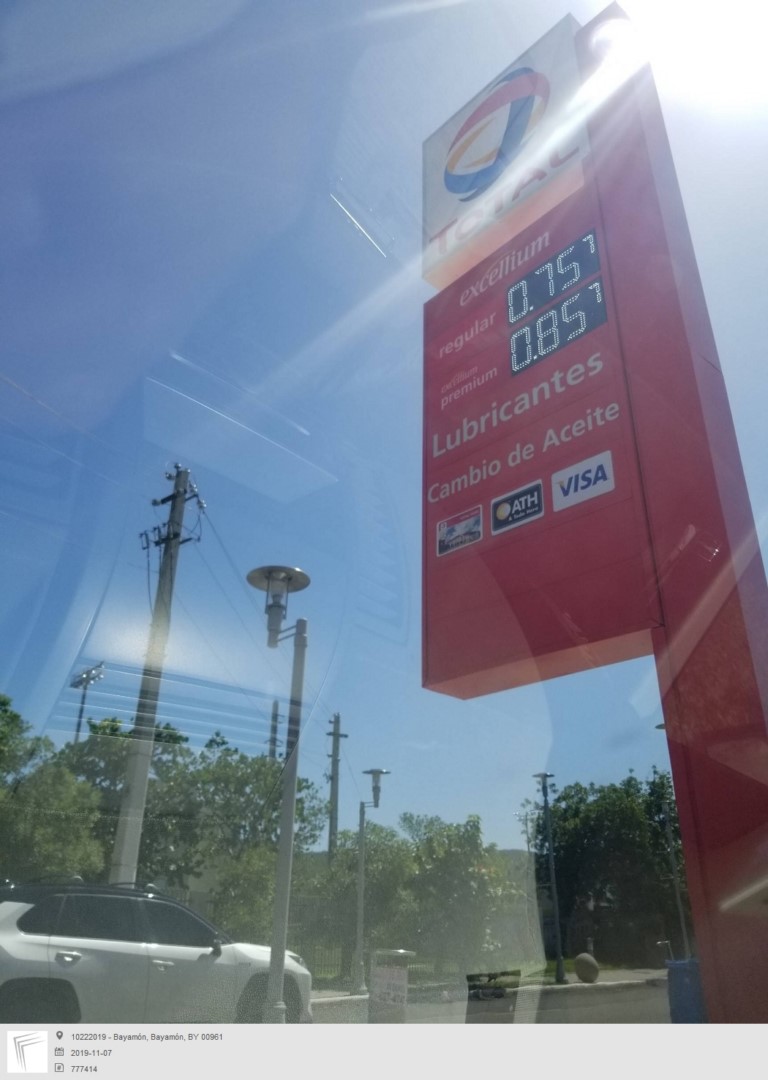 TOTAL
excellium
regular 0.757
excellium
premium 0.857
Lubricantes
Cambio de Aceite
ATH
VISA
10222019 - Bayamón, Bayamón, BY 00961
2019-11-07
777414